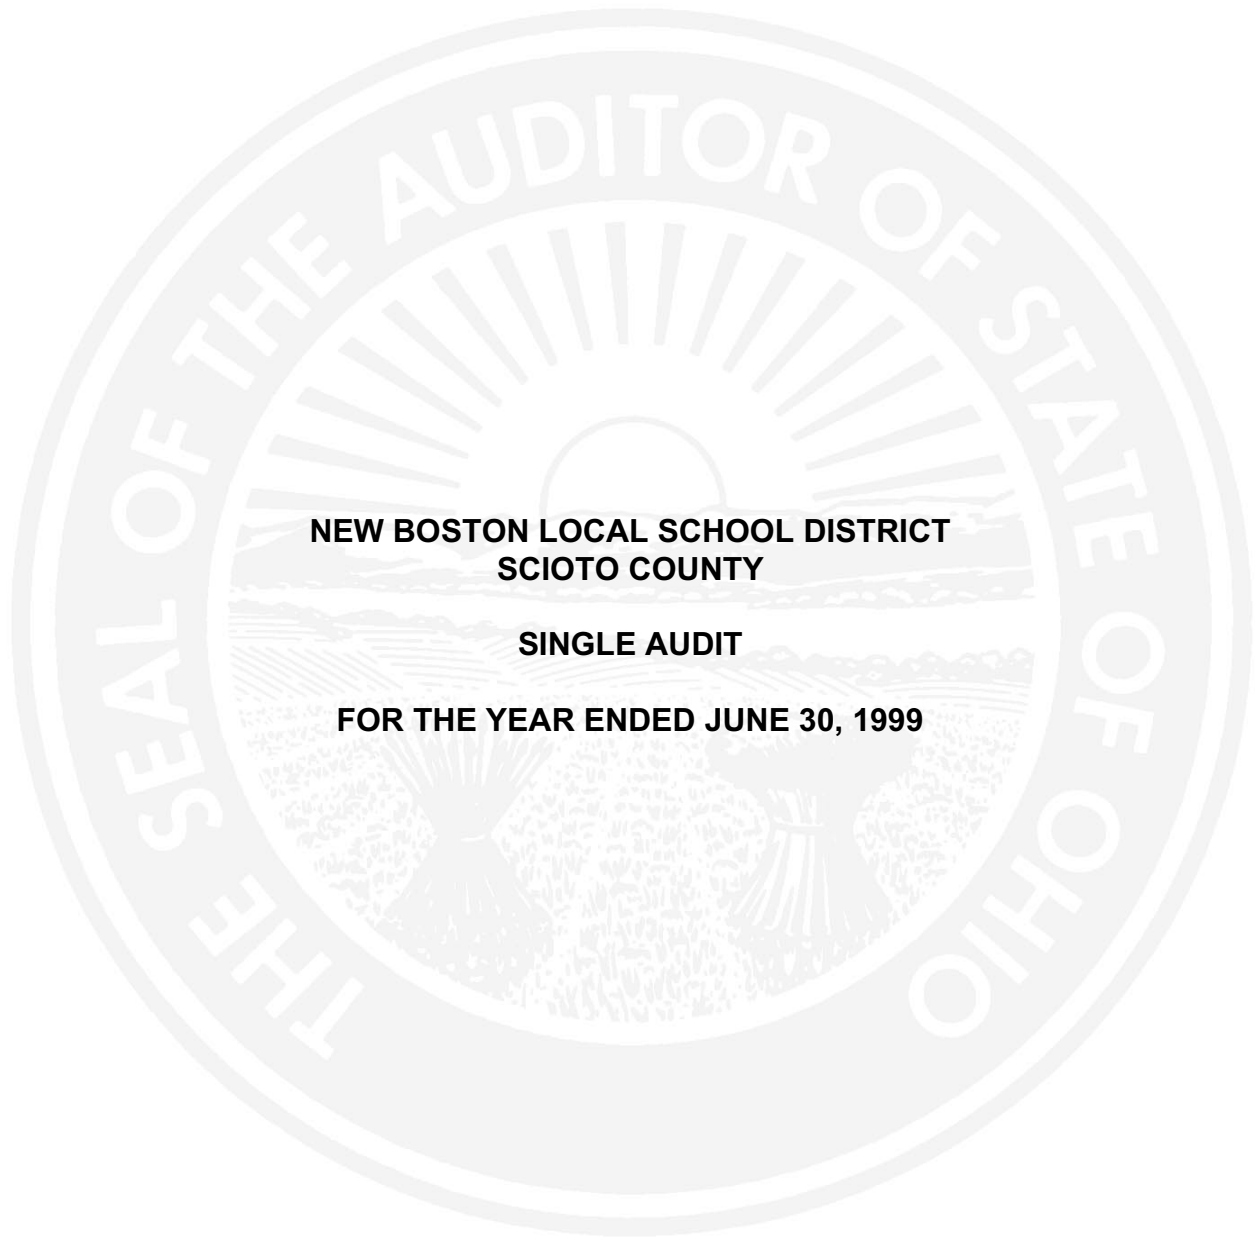 THE SEAL OF THE AUDITOR OF STATE OF OHIO
NEW BOSTON LOCAL SCHOOL DISTRICT
SCIOTO COUNTY
SINGLE AUDIT
FOR THE YEAR ENDED JUNE 30, 1999